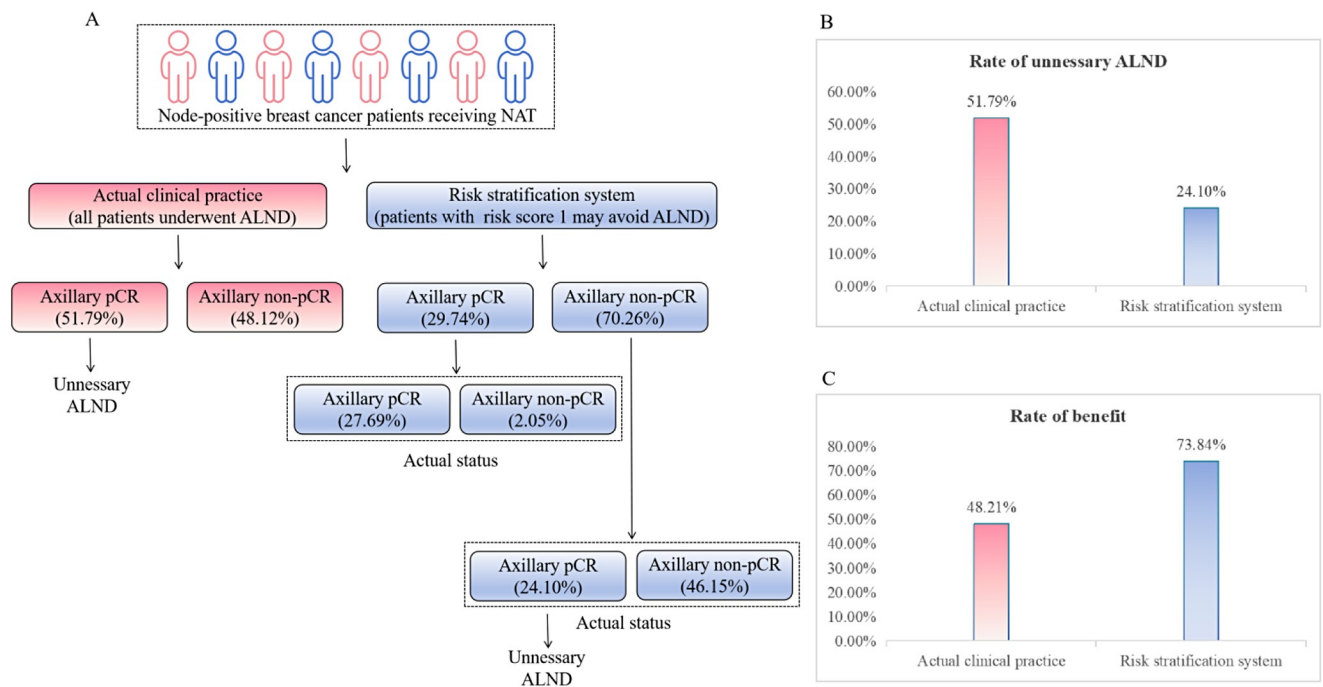 A
Node-positive breast cancer patients receiving NAT
Actual clinical practice
(all patients underwent ALND)
Risk stratification system
(patients with risk score 1 may avoid ALND)
Axillary pCR
(51.79%)
Axillary non-pCR
(48.12%)
Axillary pCR
(29.74%)
Axillary non-pCR
(70.26%)
Unnessary
ALND
Axillary pCR
(27.69%)
Axillary non-pCR
(2.05%)
Actual status
Axillary pCR
(24.10%)
Axillary non-pCR
(46.15%)
Actual status
Unnessary
ALND
B
Rate of unnessary ALND
60.00%
50.00%
40.00%
30.00%
20.00%
10.00%
0.00%
51.79%
24.10%
Actual clinical practice
Risk stratification system
C
Rate of benefit
80.00%
70.00%
60.00%
50.00%
40.00%
30.00%
20.00%
10.00%
0.00%
48.21%
73.84%
Actual clinical practice
Risk stratification system